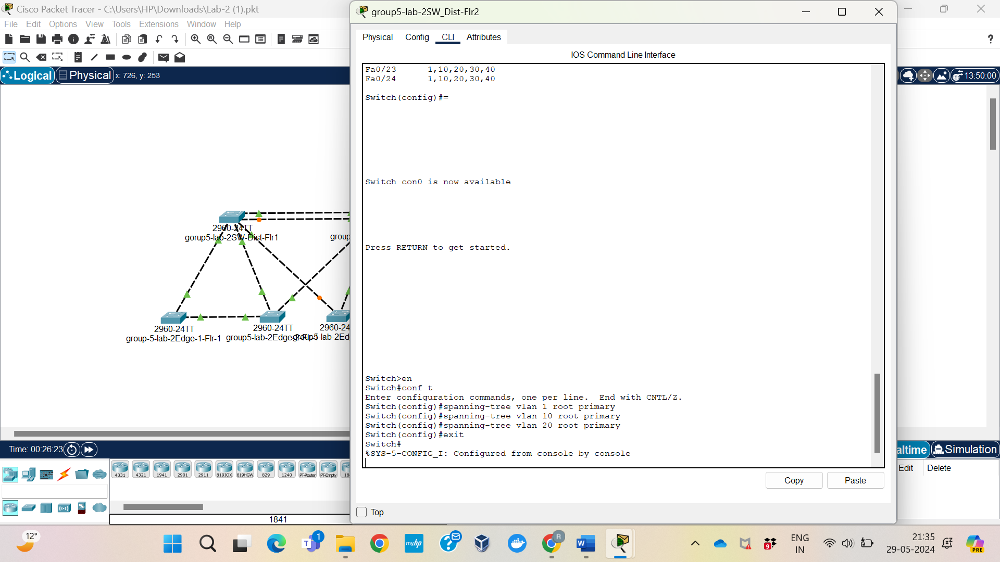 Cisco Packet Tracer - C:\Users\HP\Downloads\Lab-2 (1).pkt
File Edit Options View Tools Extensions Window Help
?
Logical Physical x: 726, y: 253
13:50:00
2960-24TT
gorup5-lab-2SW-Dist-Flr1
group
2960-24TT
group-5-lab-2Edge-1-Flr-1
2960-24TT
group5-lab-2Edge-2-Flr-1
2960-24
group5-lab-2Ed
group5-lab-2SW_Dist-Flr2
Physical Config CLI Attributes
IOS Command Line Interface
Fa0/23 1,10,20,30,40
Fa0/24 1,10,20,30,40
Switch(config)#=
Switch con0 is now available
Press RETURN to get started.
Switch>en
Switch#conf t
Enter configuration commands, one per line. End with CNTL/Z.
Switch(config)#spanning-tree vlan 1 root primary
Switch(config)#spanning-tree vlan 10 root primary
Switch(config)#spanning-tree vlan 20 root primary
Switch(config)#exit
Switch#
%SYS-5-CONFIG_I: Configured from console by console
Copy Paste
Top
Time: 00:26:23
altime Simulation
Edit Delete
4331 4321 1941 2901 2911 819IOX 819HGW 829 1240 PT-Router PT-Empty 18
1841
12°
1
T
myhp
R
W
9
ENG
IN
21:35
29-05-2024
PRE